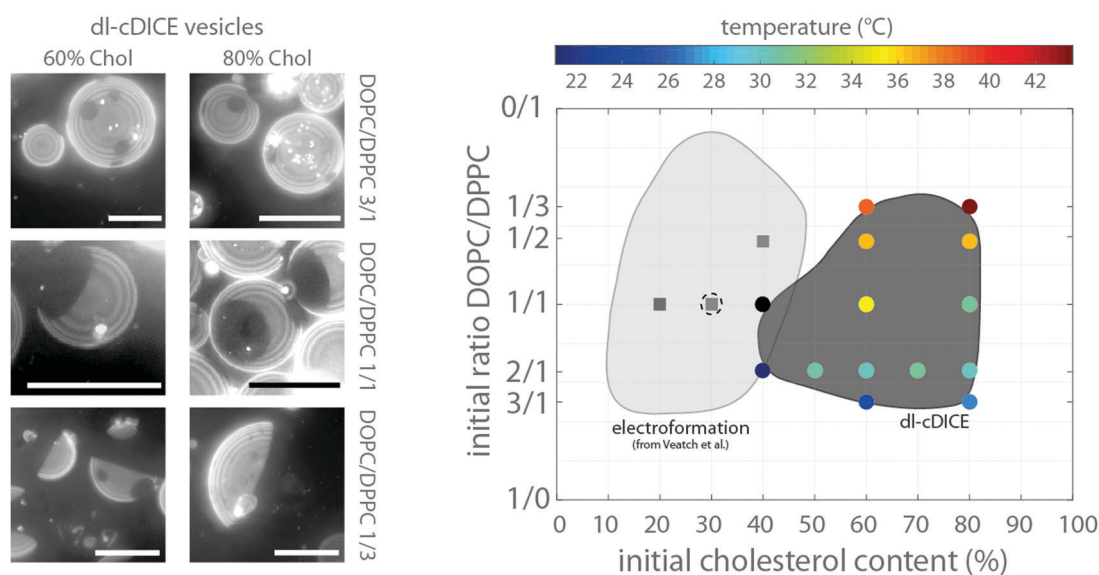 dl-cDICE vesicles
60% Chol
80% Chol
DOPC/DPPC 3/1
DOPC/DPPC 1/1
DOPC/DPPC 1/3
temperature (°C)
22 24 26 28 30 32 34 36 38 40 42
initial ratio DOPC/DPPC
0/1
1/3
1/2
1/1
2/1
3/1
1/0
electroformation
(from Veatch et al.)
dl-cDICE
0 10 20 30 40 50 60 70 80 90 100
initial cholesterol content (%)